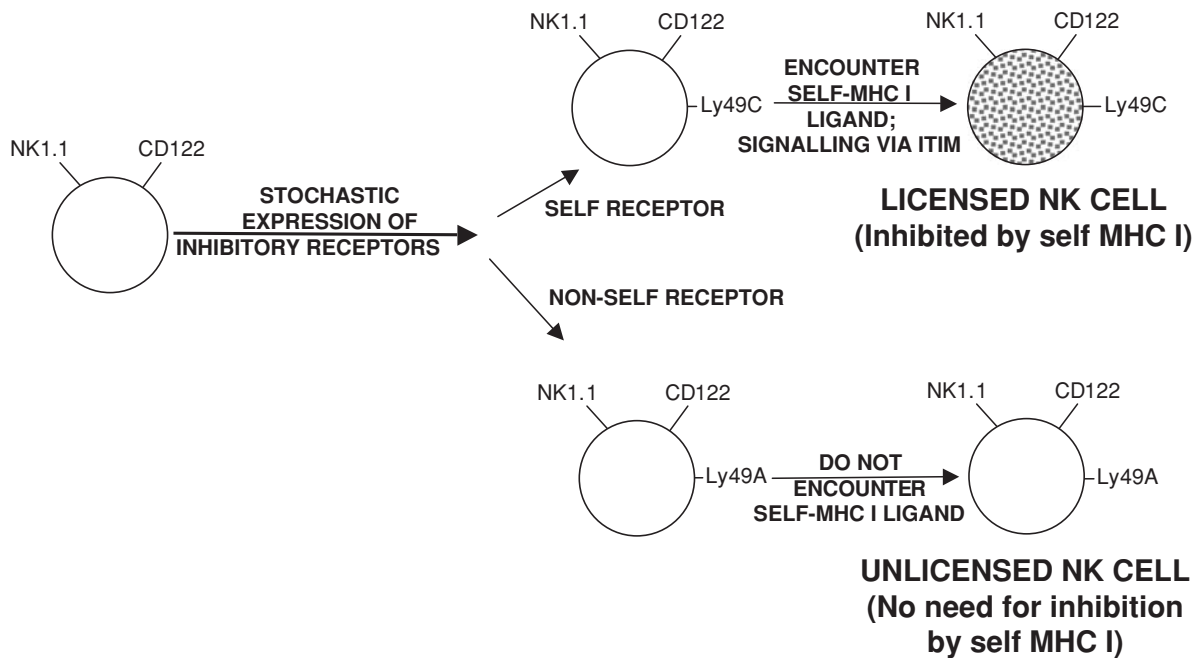 NK1.1
CD122
STOCHASTIC
EXPRESSION OF
INHIBITORY RECEPTORS
NK1.1
CD122
Ly49C
SELF RECEPTOR
ENCOUNTER
SELF-MHC I
LIGAND;
SIGNALLING VIA ITIM
NK1.1
CD122
Ly49C
LICENSED NK CELL
(Inhibited by self MHC I)
NON-SELF RECEPTOR
NK1.1
CD122
Ly49A
DO NOT
ENCOUNTER
SELF-MHC I LIGAND
NK1.1
CD122
Ly49A
UNLICENSED NK CELL
(No need for inhibition
by self MHC I)